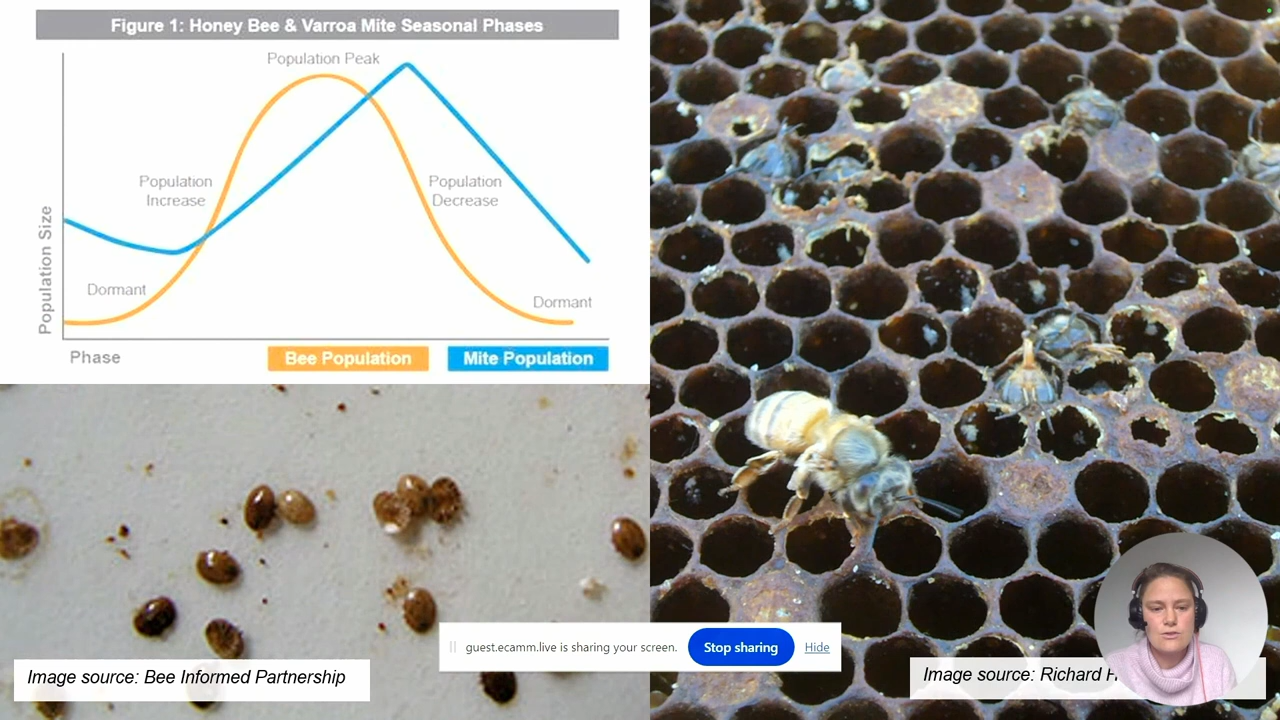 Figure 1: Honey Bee & Varroa Mite Seasonal Phases
Population Peak
Population
Increase
Population
Decrease
Population Size
Dormant
Dormant
Phase
Bee Population
Mite Population
guest.ecamm.live is sharing your screen.
Stop sharing
Hide
Image source: Bee Informed Partnership
Image source: Richard